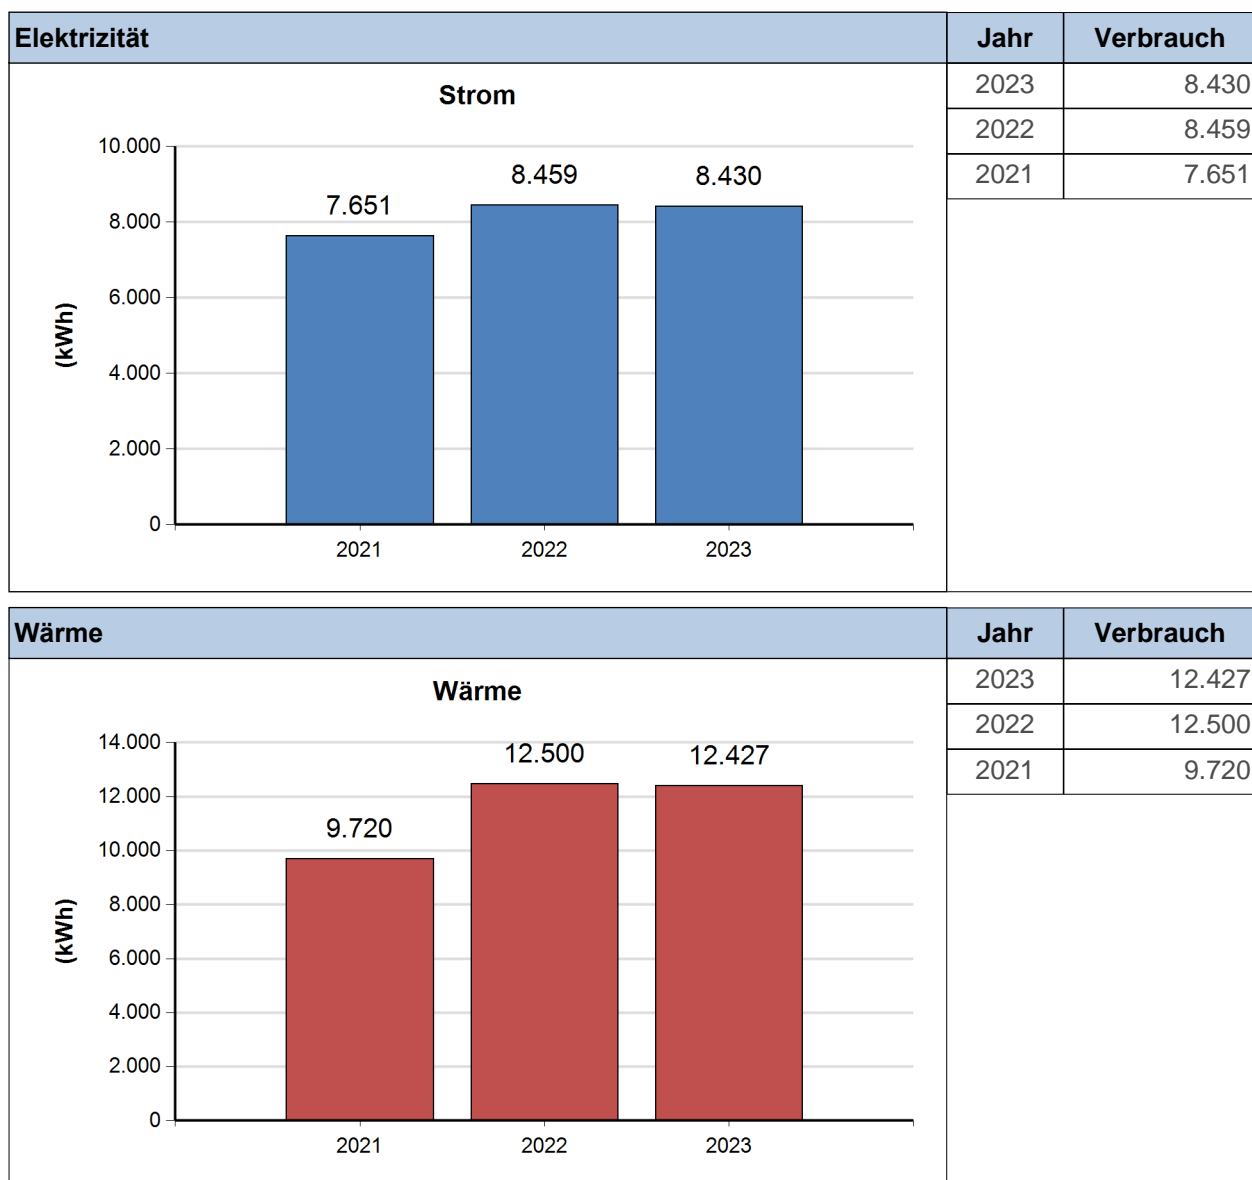 Elektrizität
Jahr Verbrauch
2023 8.430
2022 8.459
2021 7.651
Strom
10.000
8.000
6.000
4.000
2.000
0
(kWh)
7.651
8.459
8.430
2021 2022 2023
Wärme
Jahr Verbrauch
2023 12.427
2022 12.500
2021 9.720
Wärme
14.000
12.000
10.000
8.000
6.000
4.000
2.000
0
(kWh)
9.720
12.500
12.427
2021 2022 2023